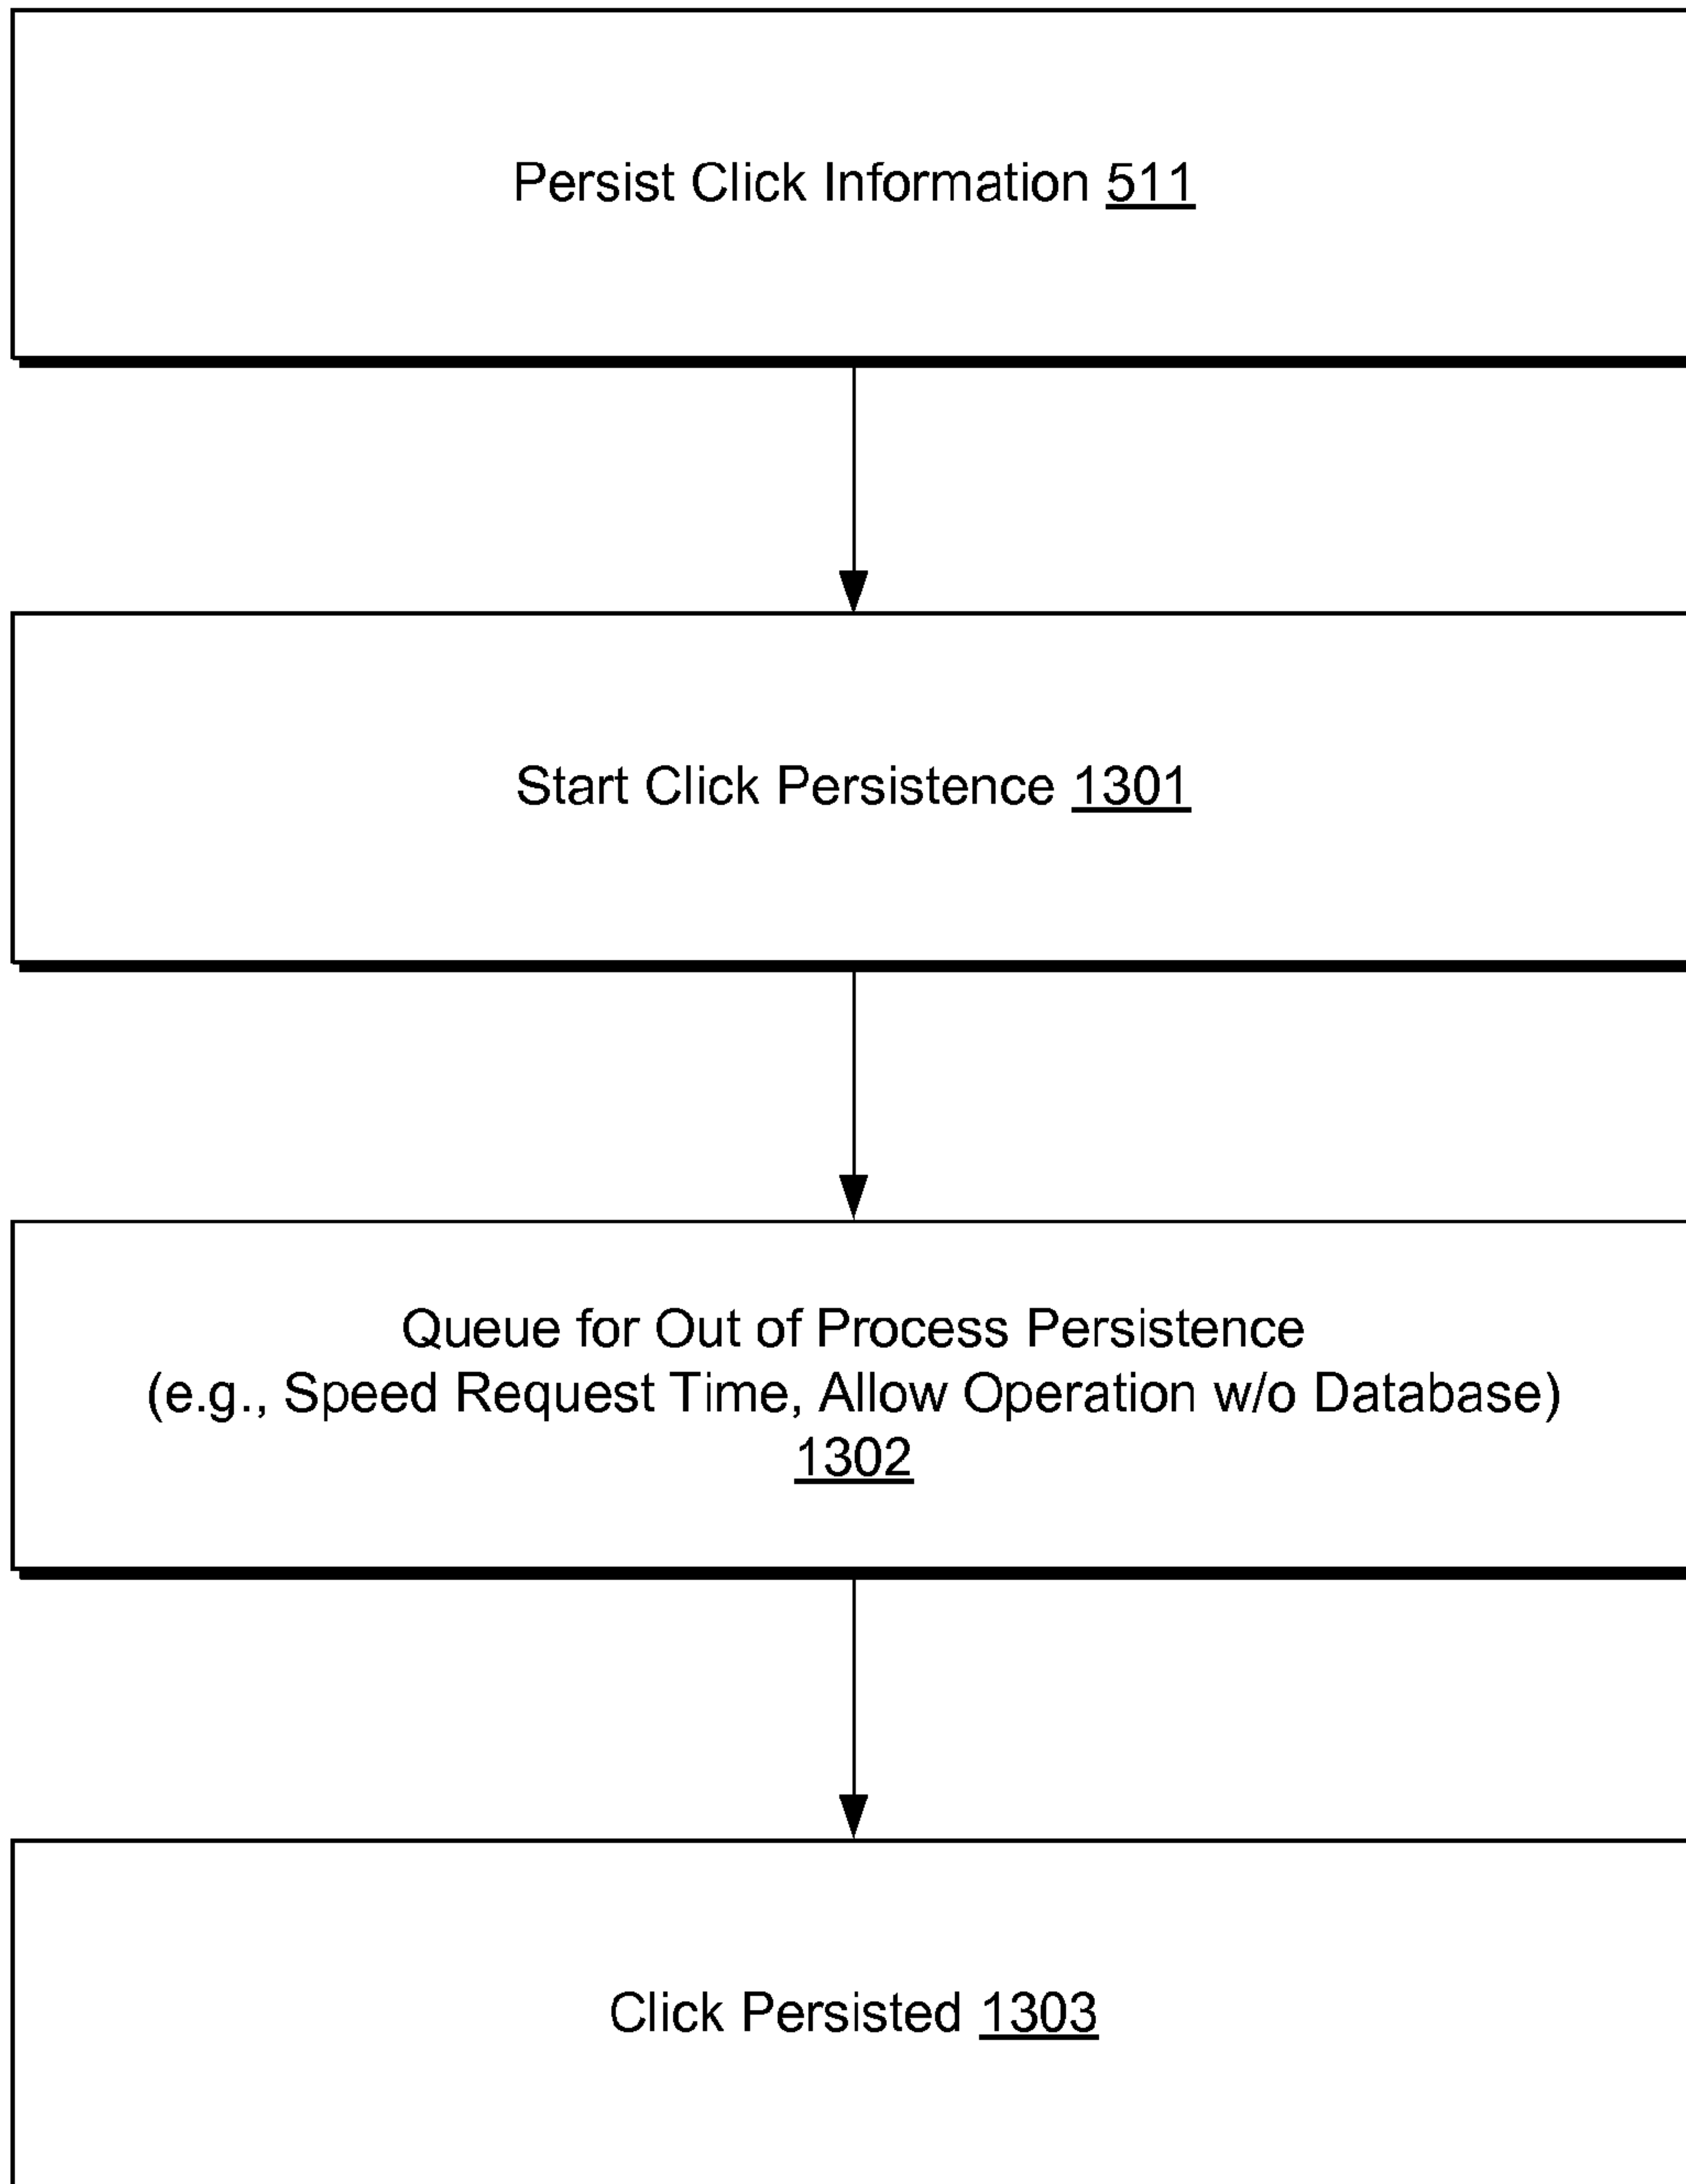 Persist Click Information 511
Start Click Persistence 1301
Queue for Out of Process Persistence
(e.g., Speed Request Time, Allow Operation w/o Database)
1302
Click Persisted 1303